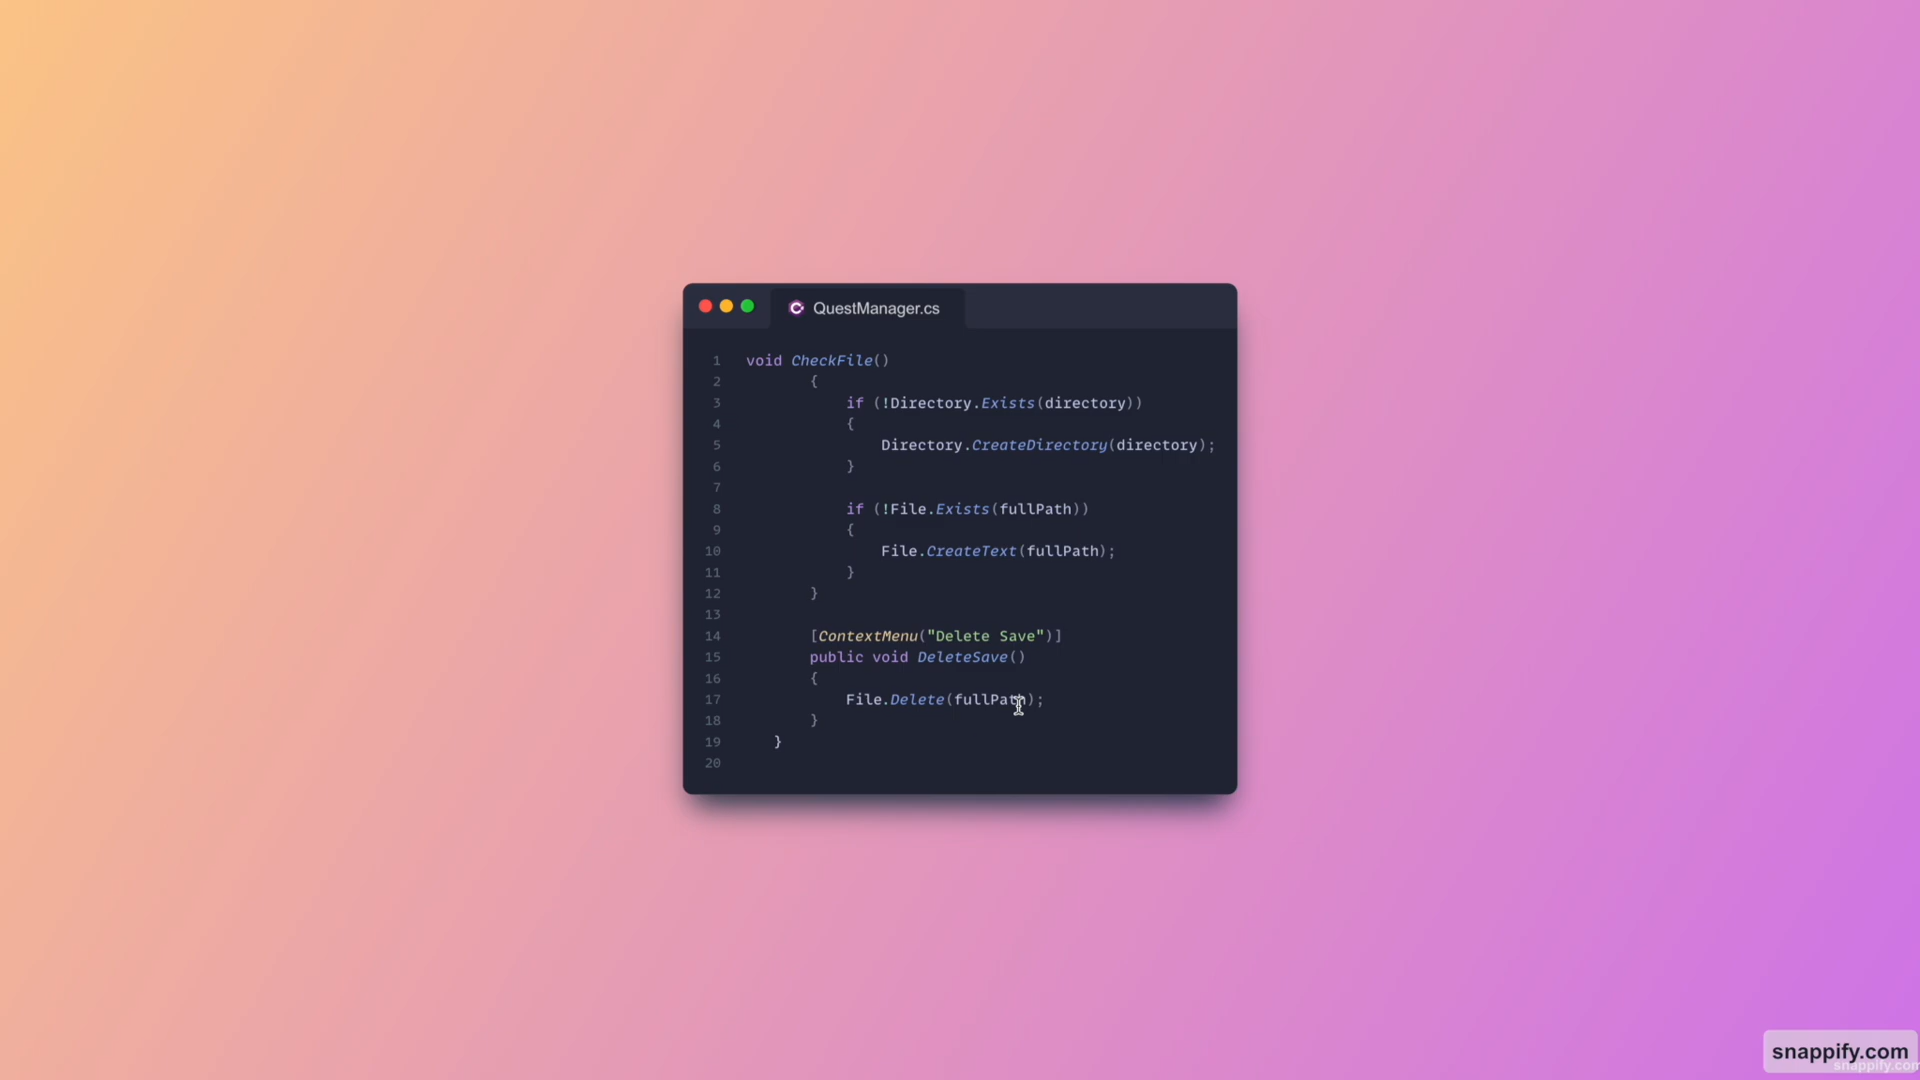 QuestManager.cs
1 void CheckFile()
2 {
3 if (!Directory.Exists(directory))
4 {
5 Directory.CreateDirectory(directory);
6 }
7
8 if (!File.Exists(fullPath))
9 {
10 File.CreateText(fullPath);
11 }
12 }
13
14 [ContextMenu("Delete Save")]
15 public void DeleteSave()
16 {
17 File.Delete(fullPath);
18 }
19 }
20
snappify.com
snappify.com